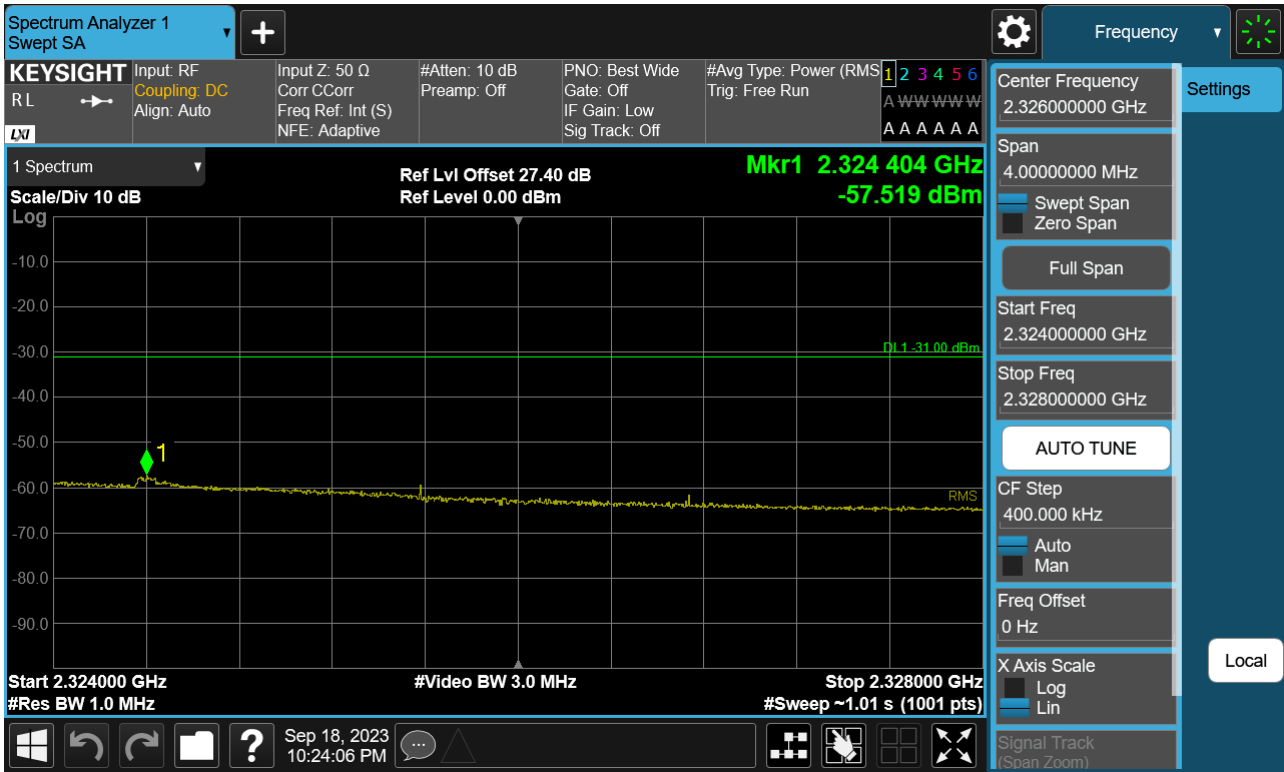 Spectrum Analyzer 1
Swept SA
Frequency
KEYSIGHT
R L
LXI
Input: RF
Coupling: DC
Align: Auto
Input Z: 50 Ω
Corr CCorr
Freq Ref: Int (S)
NFE: Adaptive
#Atten: 10 dB
Preamp: Off
PNO: Best Wide
Gate: Off
IF Gain: Low
Sig Track: Off
#Avg Type: Power (RMS
Trig: Free Run
1 2 3 4 5 6
A W W W W W
A A A A A A
1 Spectrum
Scale/Div 10 dB
Log
Ref Lvl Offset 27.40 dB
Ref Level 0.00 dBm
Mkr1 2.324 404 GHz
-57.519 dBm
-10.0
-20.0
-30.0
DL1 -31.00 dBm
-40.0
-50.0
1
-60.0
RMS
-70.0
-80.0
-90.0
Start 2.324000 GHz
#Video BW 3.0 MHz
Stop 2.328000 GHz
#Res BW 1.0 MHz
#Sweep ~1.01 s (1001 pts)
Center Frequency
2.326000000 GHz
Span
4.00000000 MHz
Swept Span
Zero Span
Full Span
Start Freq
2.324000000 GHz
Stop Freq
2.328000000 GHz
AUTO TUNE
CF Step
400.000 kHz
Auto
Man
Freq Offset
0 Hz
X Axis Scale
Log
Lin
Signal Track
(Span Zoom)
Settings
Local
?
Sep 18, 2023
10:24:06 PM